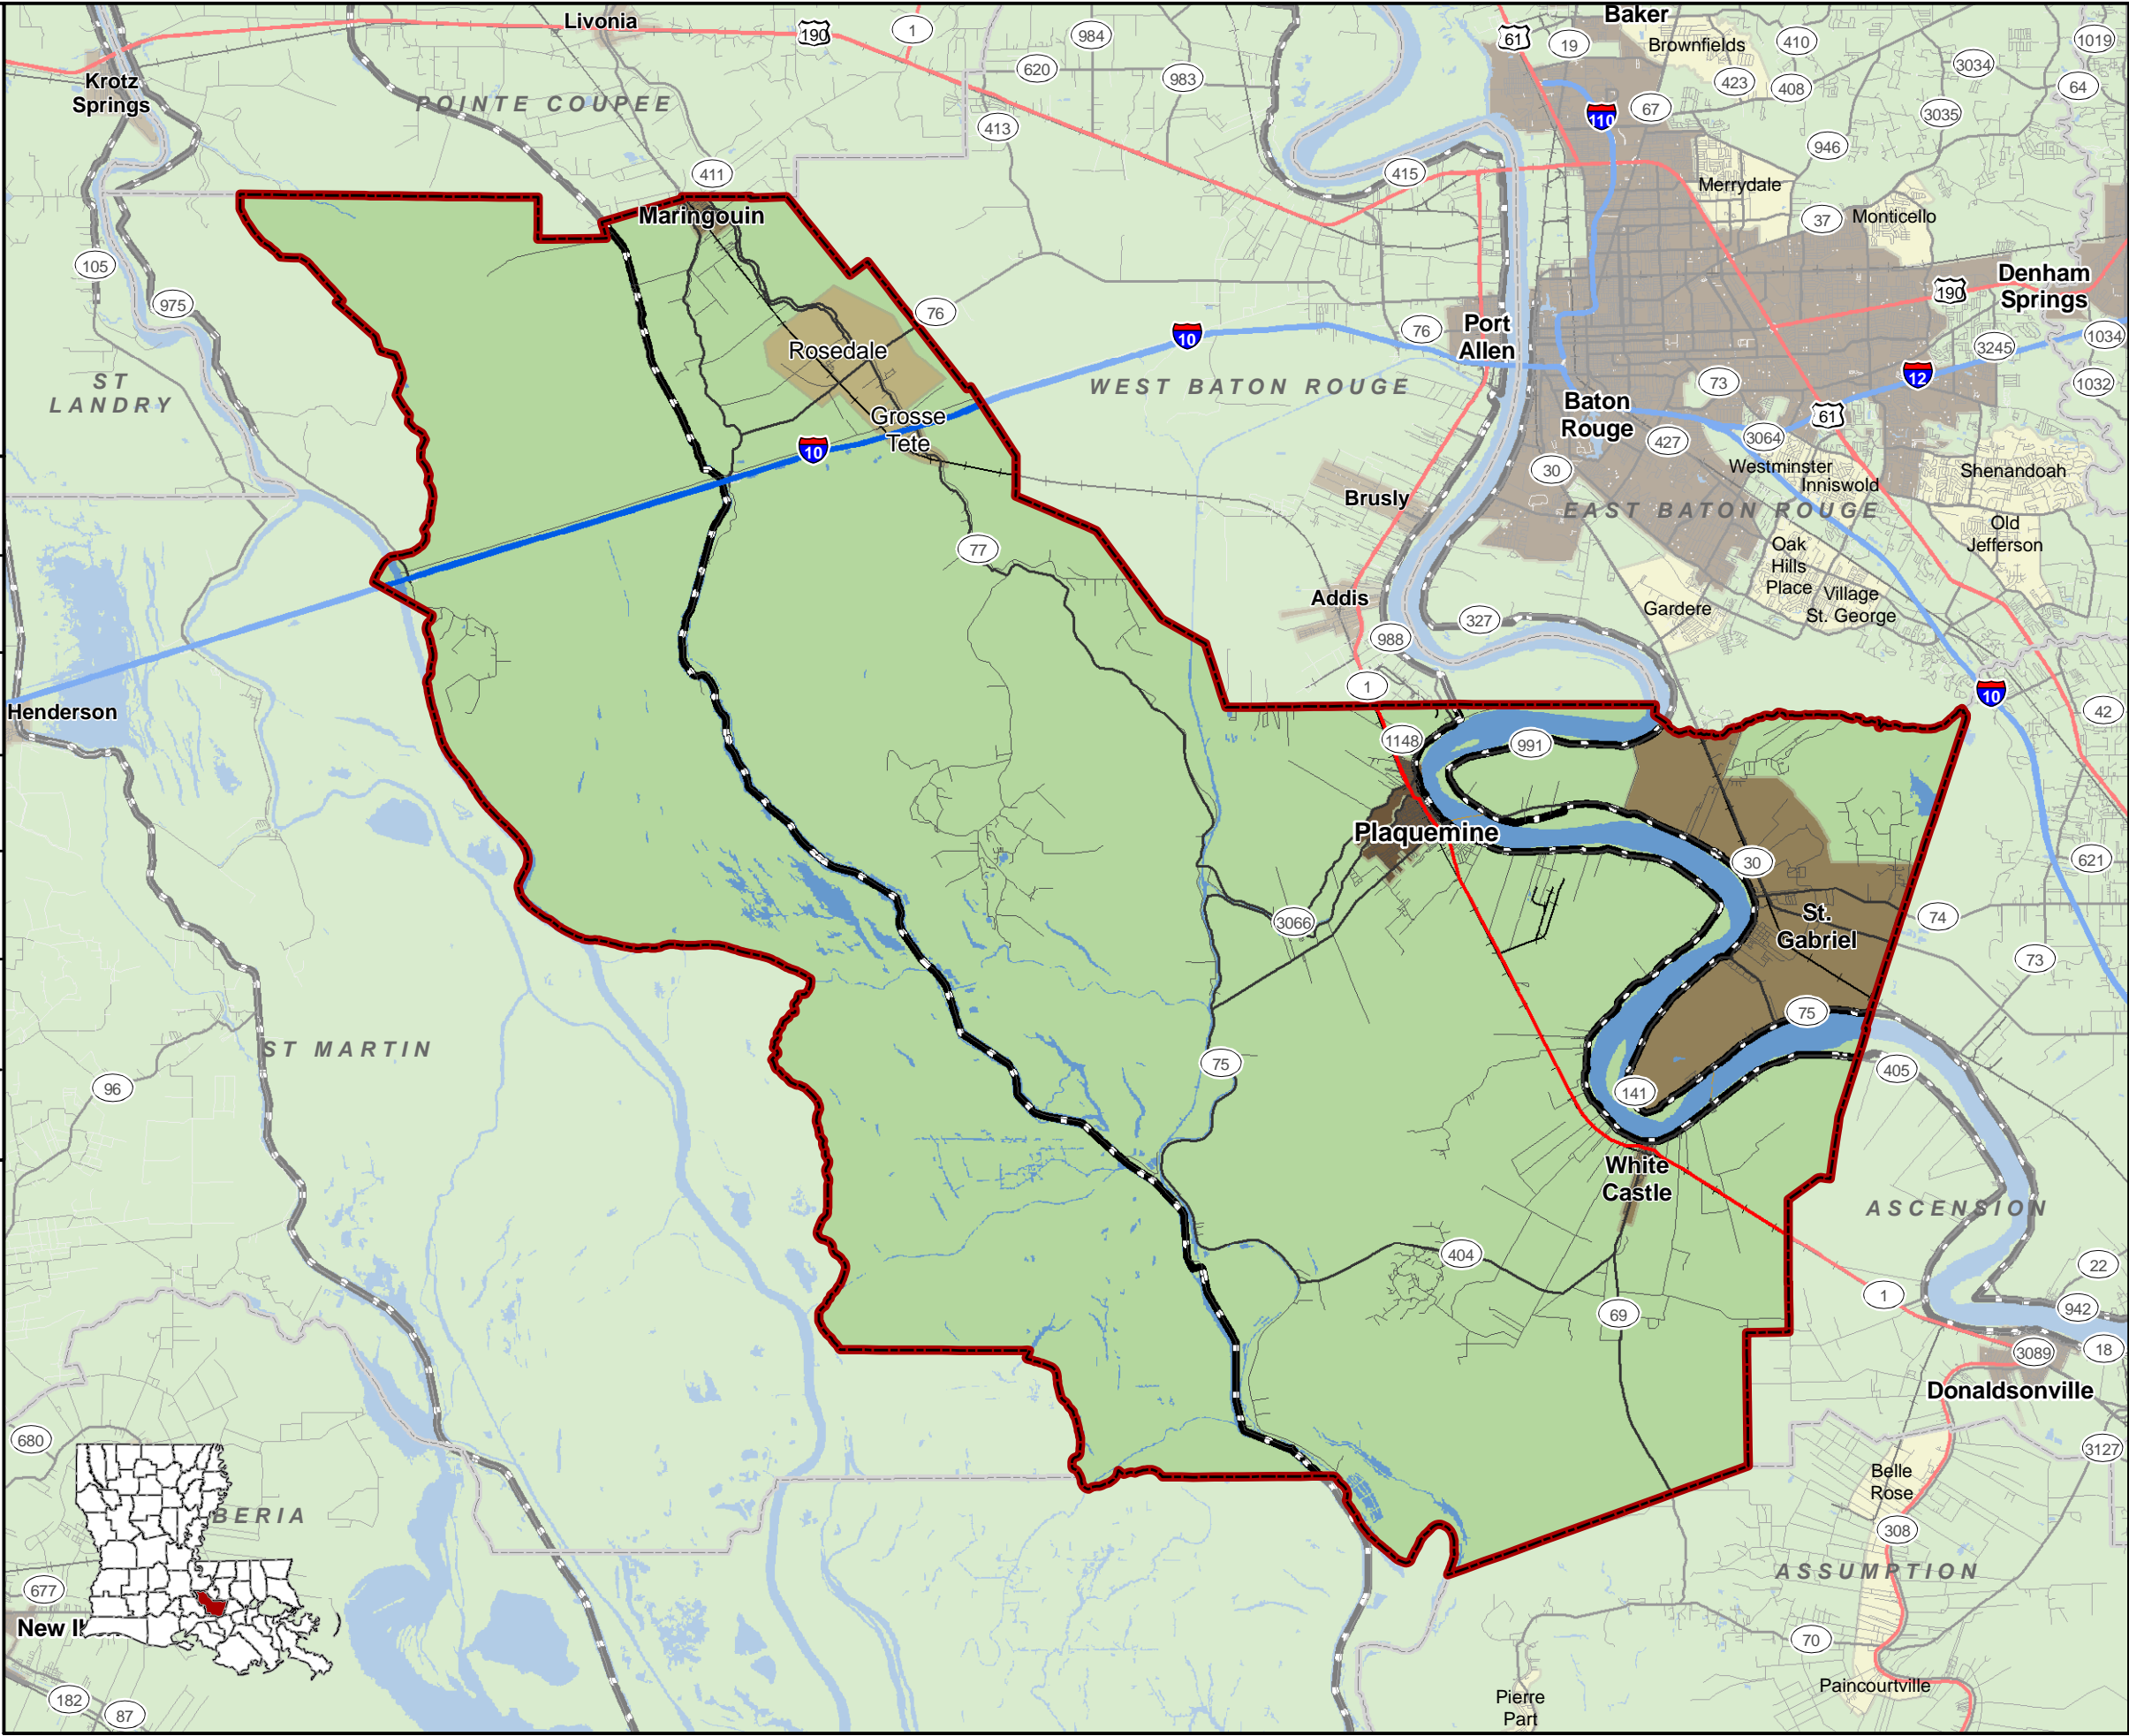 Livonia
190
1
984
61
19
Baker
Brownfields
410
1019
620
983
3034
Krotz
Springs
423
408
64
POINTE COUPEE
110
67
3035
413
946
411
415
Merrydale
Maringouin
37
Monticello
105
Denham
Springs
190
975
76
10
76
Port
Allen
3245
1034
Rosedale
ST
LANDRY
WEST BATON ROUGE
73
12
1032
Grosse
Tete
Baton
Rouge
61
10
427
3064
30
Westminster
Inniswold
Shenandoah
Brusly
EAST BATON ROUGE
Old
Jefferson
77
Oak
Hills
Place
Addis
Gardere
Village
St. George
327
988
1
10
Henderson
42
1148
991
Plaquemine
30
621
3066
St.
Gabriel
74
73
75
ST MARTIN
75
405
96
141
White
Castle
ASCENSION
404
22
1
942
69
3089
18
Donaldsonville
680
3127
Belle
Rose
BERIA
308
677
ASSUMPTION
New I
70
182
87
Pierre
Part
Paincourtville